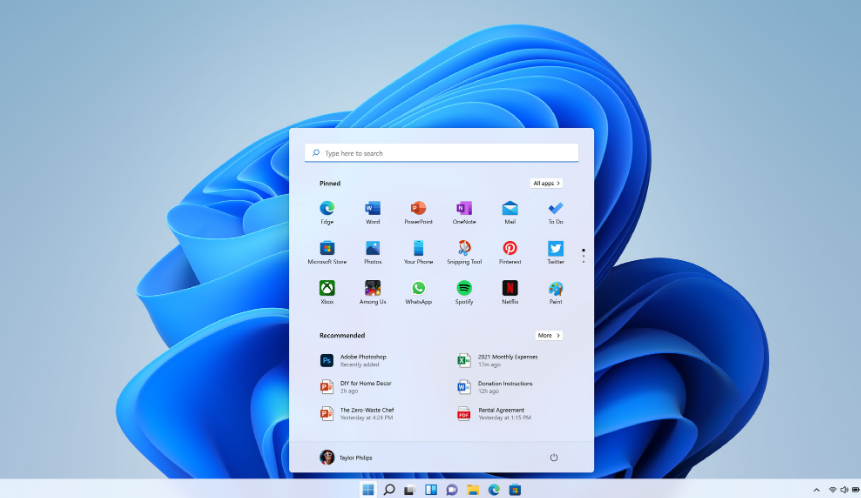 Type here to search
Pinned
All apps >
Edge
Word
PowerPoint
OneNote
Mail
To Do
Microsoft Store
Photos
Your Phone
Snipping Tool
Pinterest
Twitter
Xbox
Among Us
WhatsApp
Spotify
Netflix
Paint
Recommended
More >
Adobe Photoshop
Recently added
2021 Monthly Expenses
17m ago
DIY for Home Decor
2h ago
Donation Instructions
12h ago
The Zero-Waste Chef
Yesterday at 4:24 PM
Rental Agreement
Yesterday at 1:15 PM
Taylor Philips